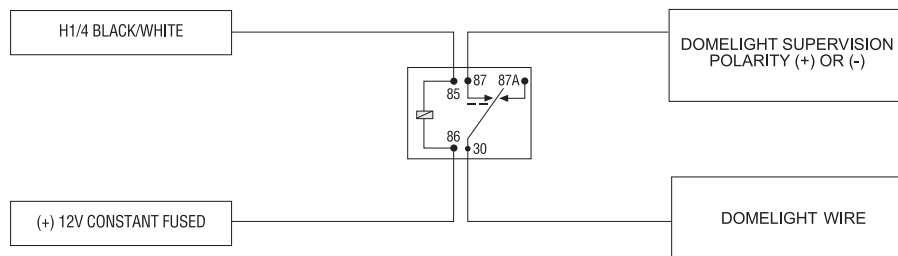 H1/4 BLACK/WHITE
DOMELIGHT SUPERVISION
POLARITY (+) OR (-)
87 87A
85
86
30
(+) 12V CONSTANT FUSED
DOMELIGHT WIRE